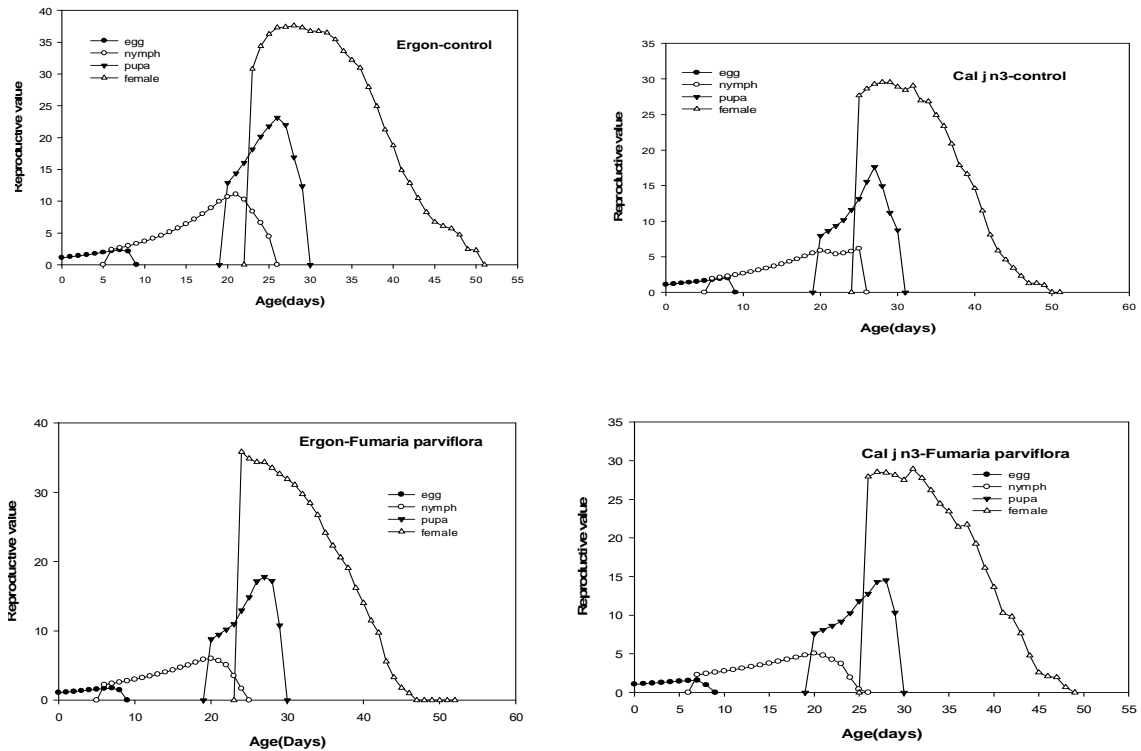 Ergon-control
egg
nymph
pupa
female
Reproductive value
40
35
30
25
20
15
10
5
0
0 5 10 15 20 25 30 35 40 45 50 55
Age(days)
Cal jn3-control
egg
nymph
pupa
female
Reproductive value
35
30
25
20
15
10
5
0
0 10 20 30 40 50 60
Age(days)
Ergon-Fumaria parviflora
egg
nymph
pupa
female
Reproductive value
40
30
20
10
0
0 10 20 30 40 50 60
Age(Days)
Cal jn3-Fumaria parviflora
egg
nymph
pupa
female
Reproductive value
35
30
25
20
15
10
5
0
0 5 10 15 20 25 30 35 40 45 50 55
Age(days)